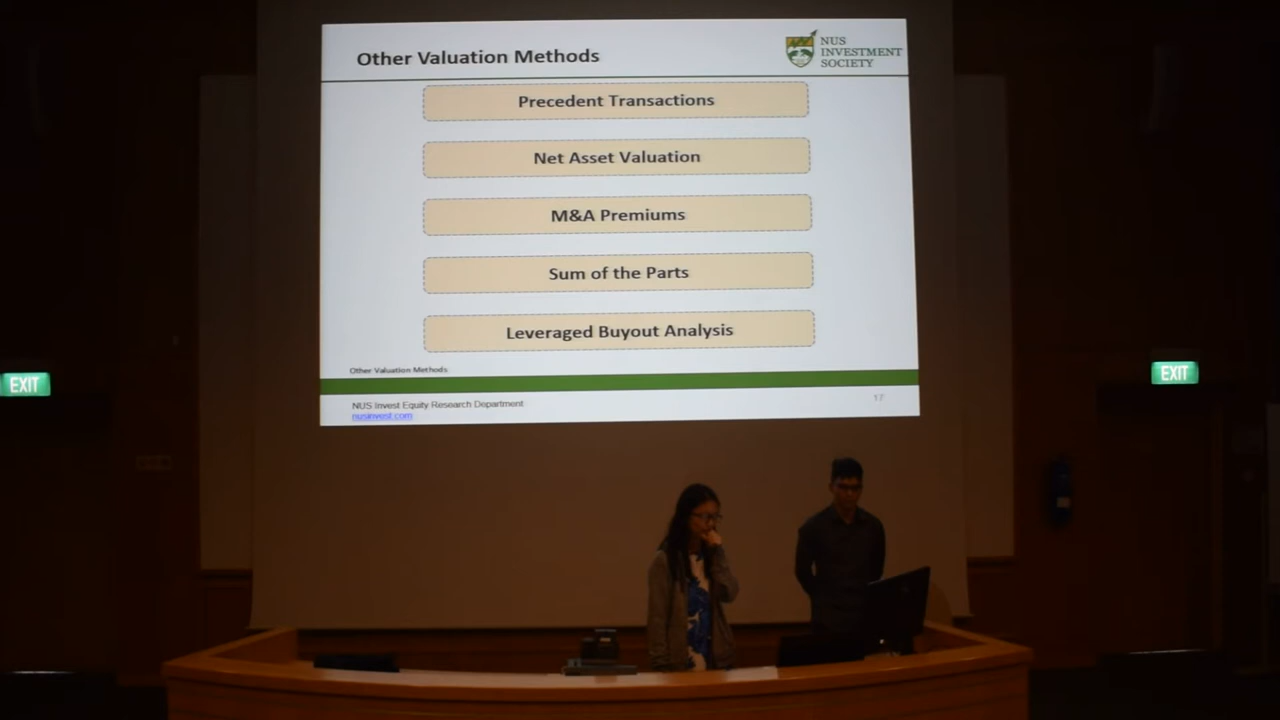 Other Valuation Methods
NUS
INVESTMENT
SOCIETY
Precedent Transactions
Net Asset Valuation
M&A Premiums
Sum of the Parts
Leveraged Buyout Analysis
Other Valuation Methods
NUS Invest Equity Research Department
nusinvest.com
17
EXIT
EXIT